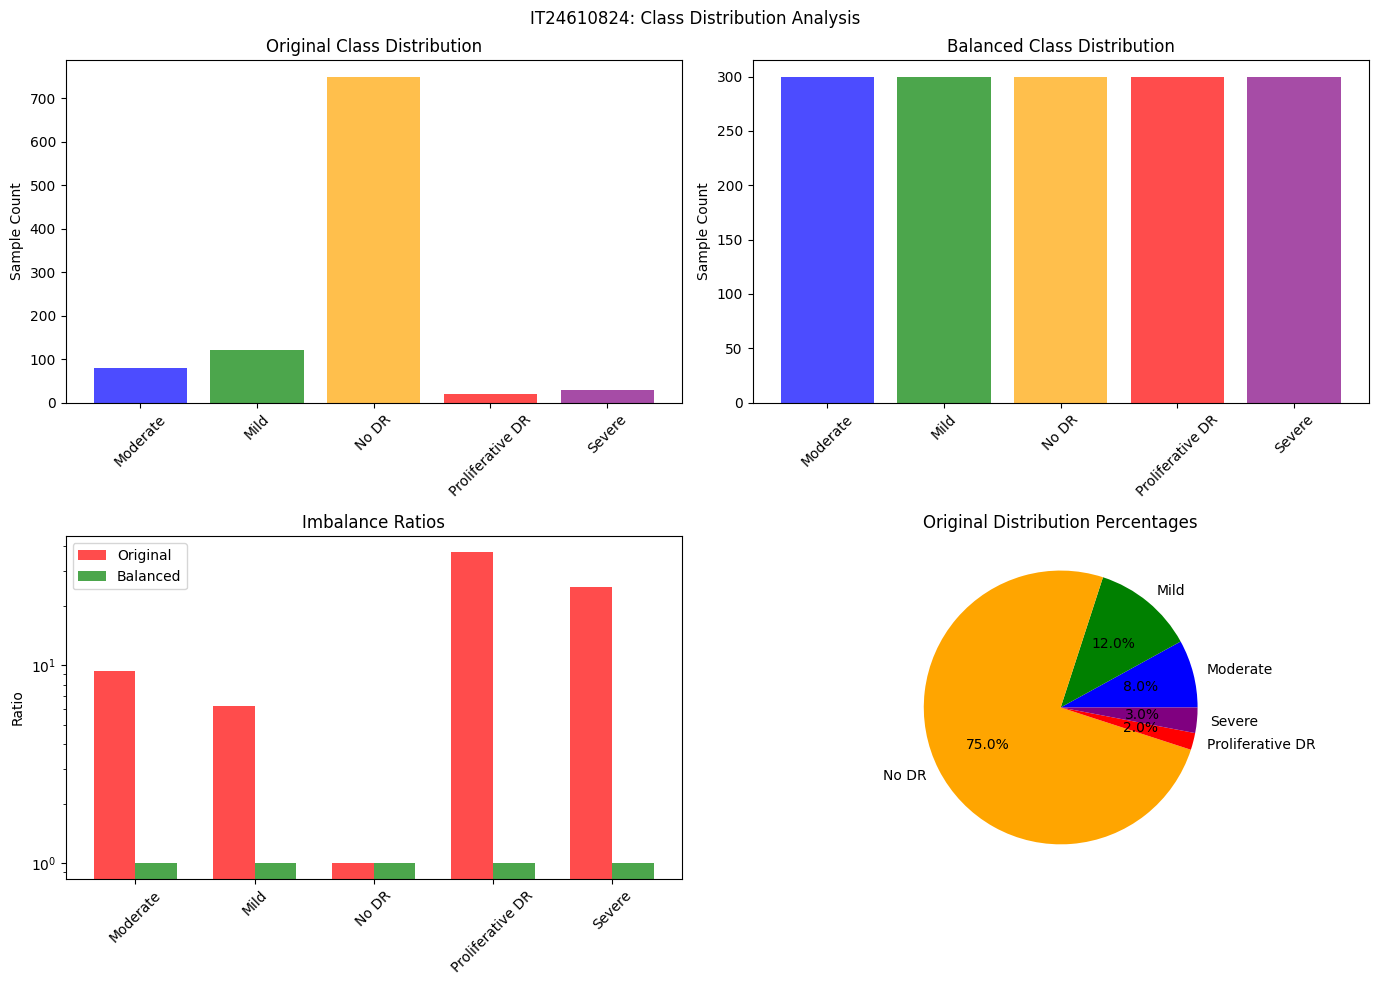 IT24610824: Class Distribution Analysis
Original Class Distribution
Sample Count
700
600
500
400
300
200
100
0
Moderate
Mild
No DR
Proliferative DR
Severe
Balanced Class Distribution
Sample Count
300
250
200
150
100
50
0
Moderate
Mild
No DR
Proliferative DR
Severe
Imbalance Ratios
Original
Balanced
Ratio
10¹
10⁰
Moderate
Mild
No DR
Proliferative DR
Severe
Original Distribution Percentages
Mild
12.0%
Moderate
8.0%
3.0%
Severe
2.0%
Proliferative DR
75.0%
No DR